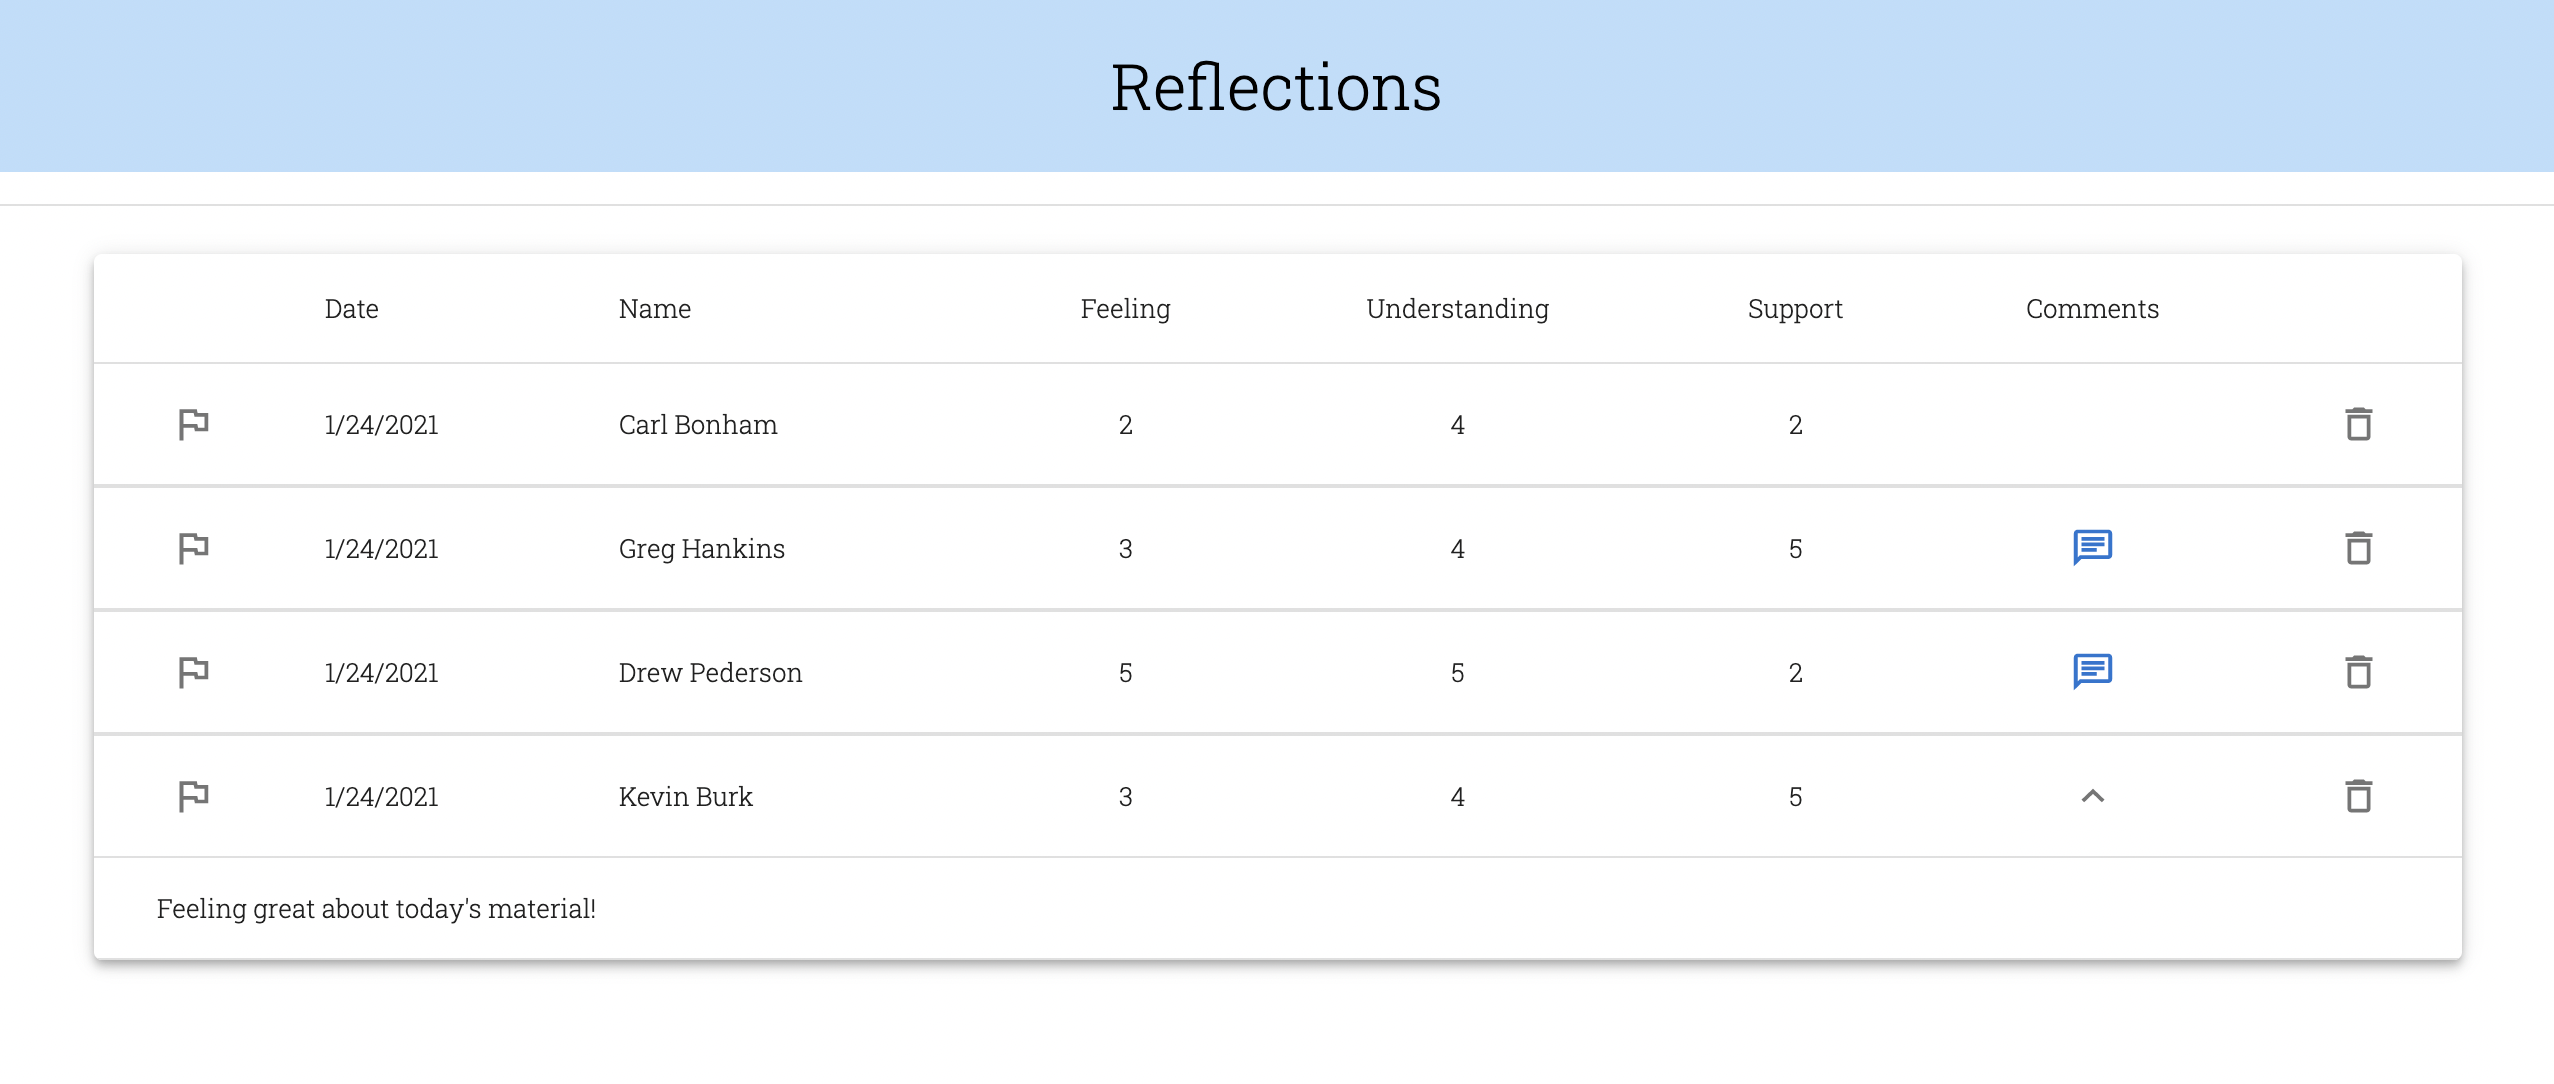 Reflections
Date Name Feeling Understanding Support Comments
1/24/2021 Carl Bonham 2 4 2
1/24/2021 Greg Hankins 3 4 5
1/24/2021 Drew Pederson 5 5 2
1/24/2021 Kevin Burk 3 4 5
Feeling great about today's material!